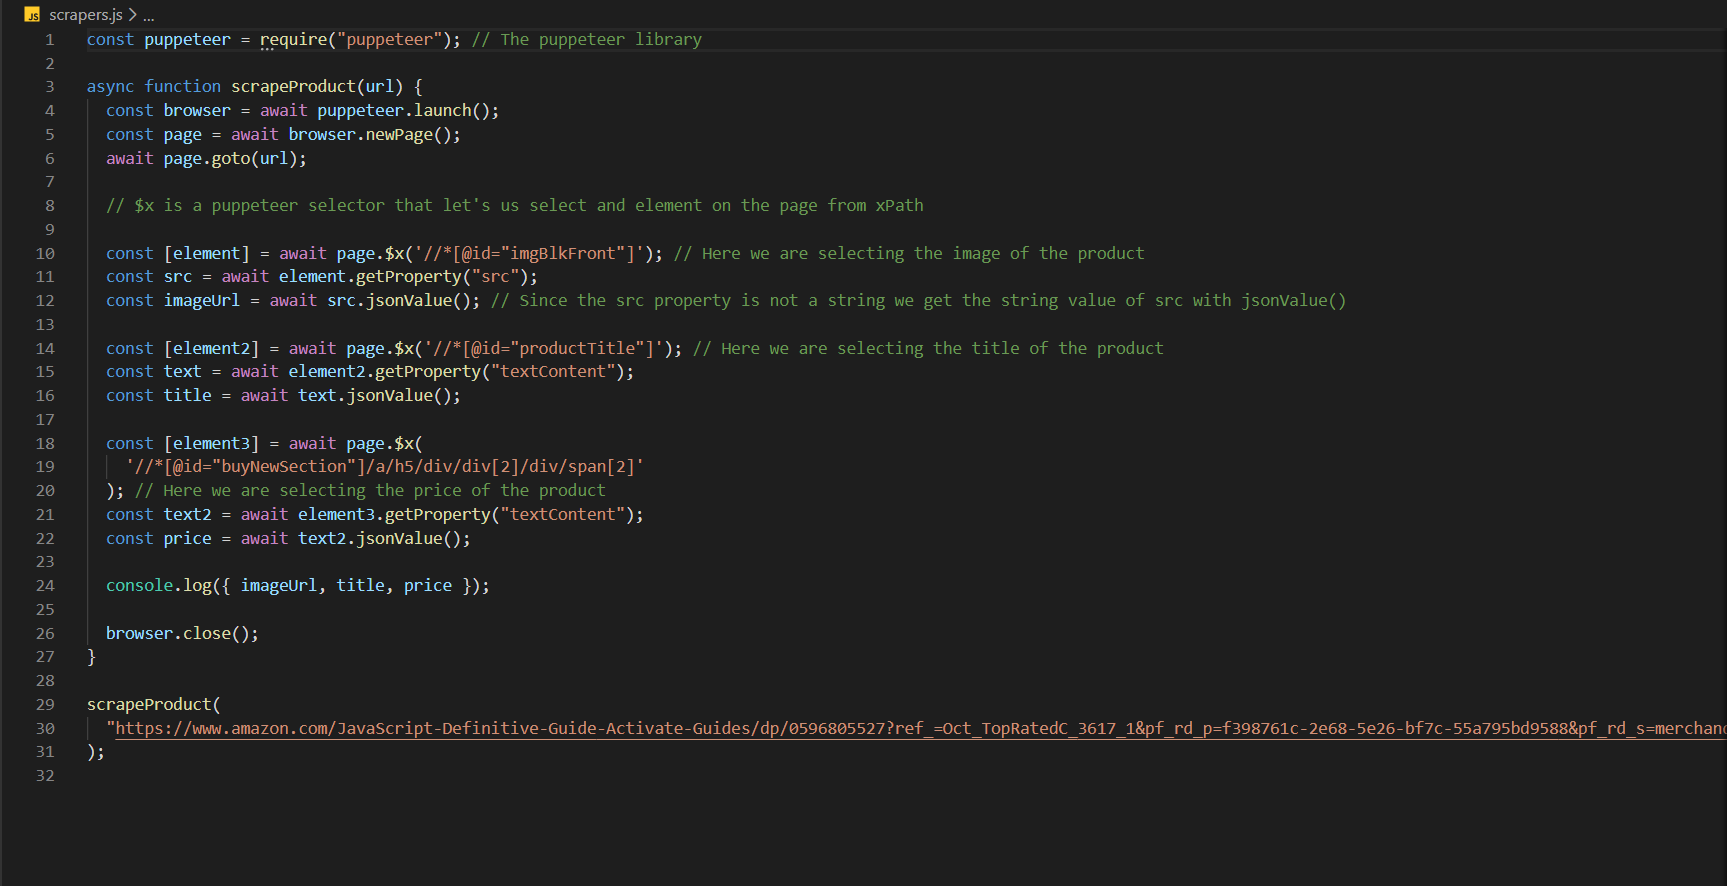 JS scrapers.js > ...
1 const puppeteer = require("puppeteer"); // The puppeteer library
2
3 async function scrapeProduct(url) {
4 const browser = await puppeteer.launch();
5 const page = await browser.newPage();
6 await page.goto(url);
7
8 // $x is a puppeteer selector that let's us select and element on the page from xPath
9
10 const [element] = await page.$x('//*[@id="imgBlkFront"]'); // Here we are selecting the image of the product
11 const src = await element.getProperty("src");
12 const imageUrl = await src.jsonValue(); // Since the src property is not a string we get the string value of src with jsonValue()
13
14 const [element2] = await page.$x('//*[@id="productTitle"]'); // Here we are selecting the title of the product
15 const text = await element2.getProperty("textContent");
16 const title = await text.jsonValue();
17
18 const [element3] = await page.$x(
19 '//*[@id="buyNewSection"]/a/h5/div/div[2]/div/span[2]'
20 ); // Here we are selecting the price of the product
21 const text2 = await element3.getProperty("textContent");
22 const price = await text2.jsonValue();
23
24 console.log({ imageUrl, title, price });
25
26 browser.close();
27 }
28
29 scrapeProduct(
30 "https://www.amazon.com/JavaScript-Definitive-Guide-Activate-Guides/dp/0596805527?ref_=Oct_TopRatedC_3617_1&pf_rd_p=f398761c-2e68-5e26-bf7c-55a795bd9588&pf_rd_s=merchan
31 );
32